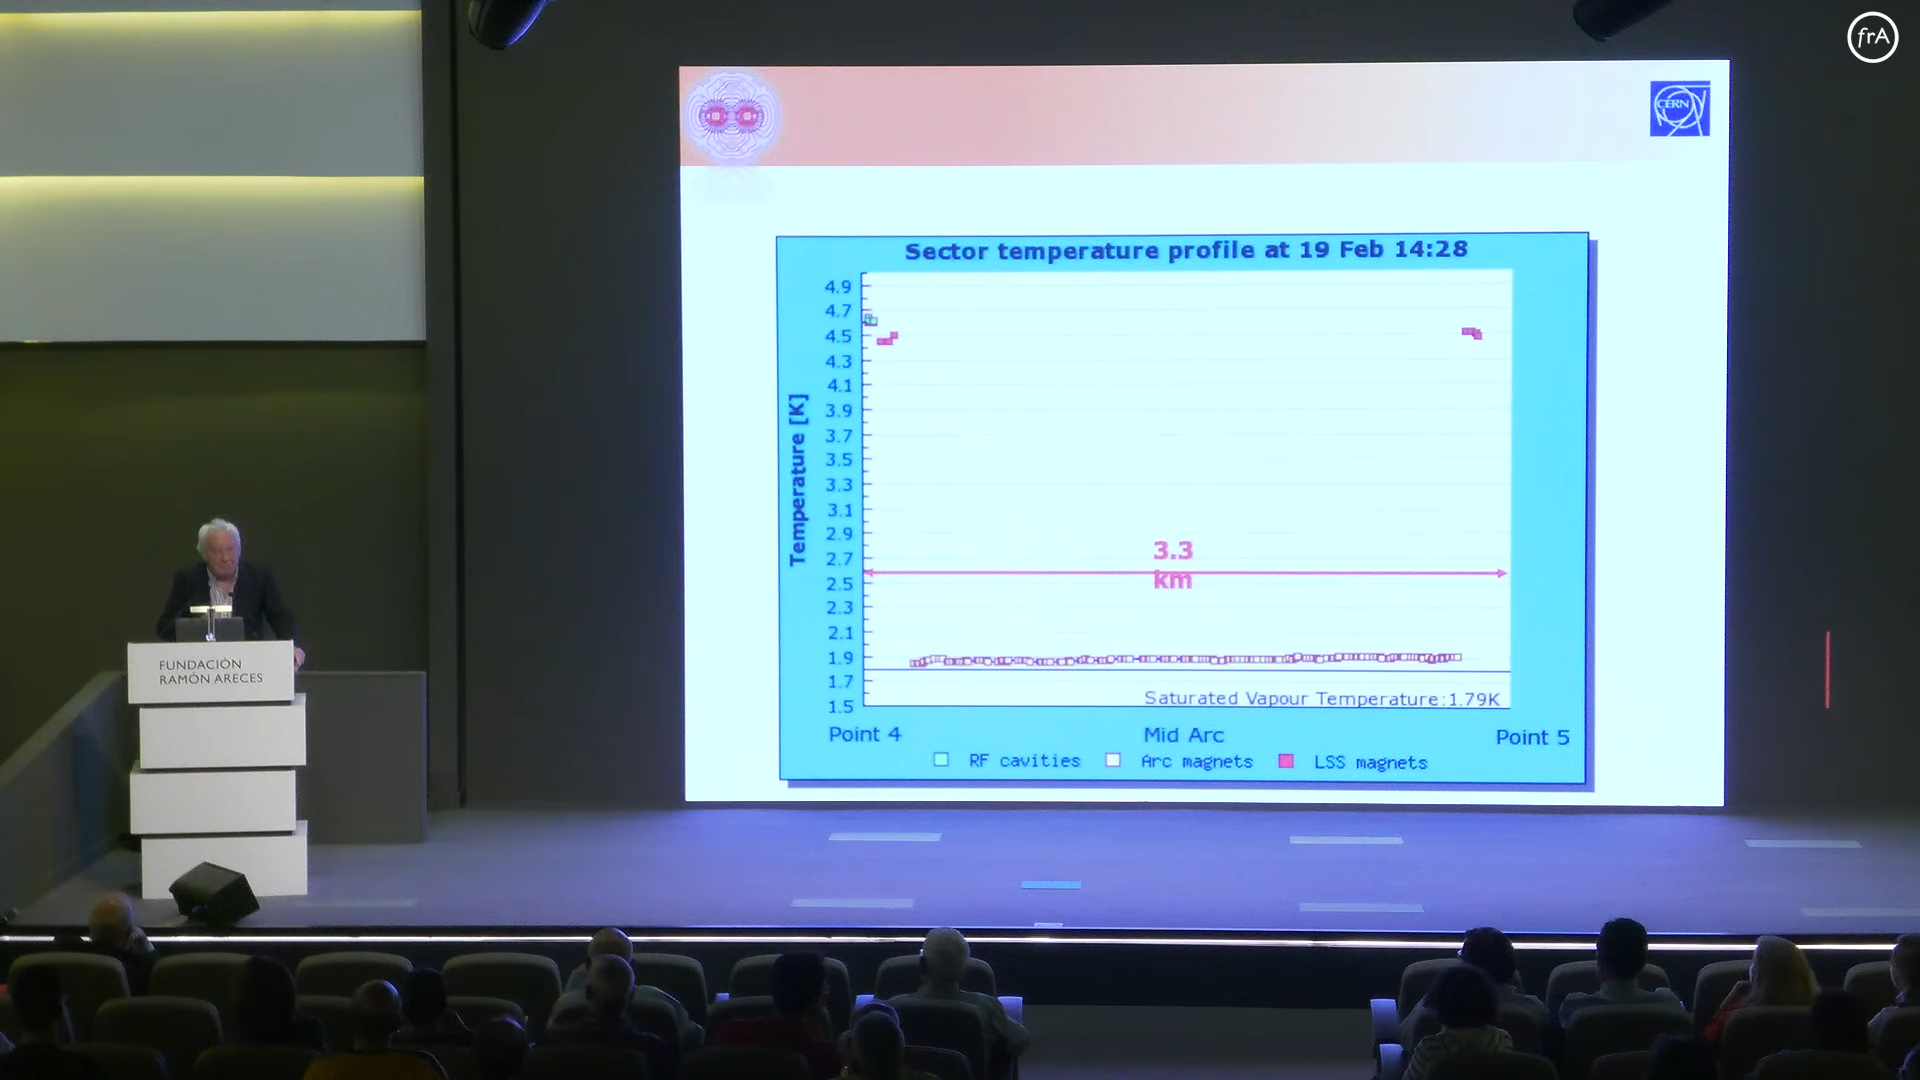 frA
CERN
Sector temperature profile at 19 Feb 14:28
Temperature [K]
4.9
4.7
4.5
4.3
4.1
3.9
3.7
3.5
3.3
3.1
2.9
2.7
2.5
2.3
2.1
1.9
1.7
1.5
3.3
km
Saturated Vapour Temperature:1.79K
Point 4
Mid Arc
Point 5
RF cavities
Arc magnets
LSS magnets
FUNDACIÓN
RAMÓN ARECES